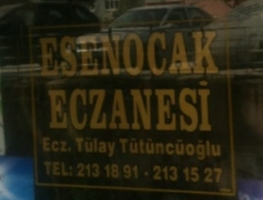 ESENOCAK
ECZANESİ
Ecz. Tülay Tütüncüoğlu
TEL: 213 18 91 - 213 15 27